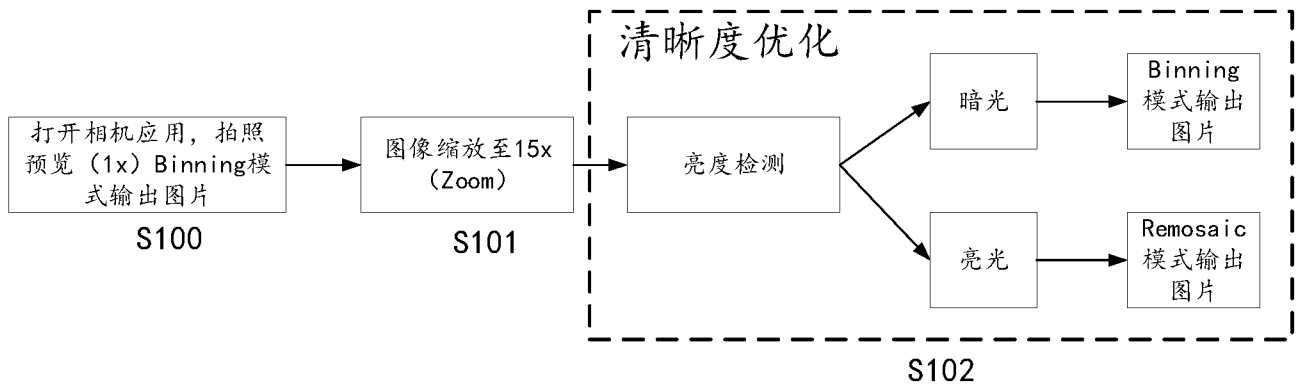 打开相机应用，拍照
预览（1x）Binning模
式输出图片
S100
图像缩放至15x
（Zoom）
S101
清晰度优化
亮度检测
暗光
Binning
模式输出
图片
亮光
Remosaic
模式输出
图片
S102